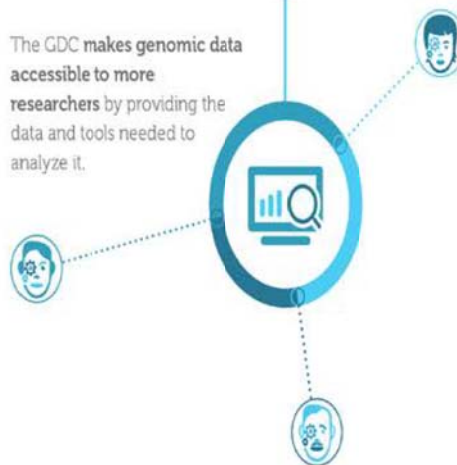 The GDC makes genomic data
accessible to more
researchers by providing the
data and tools needed to
analyze it.